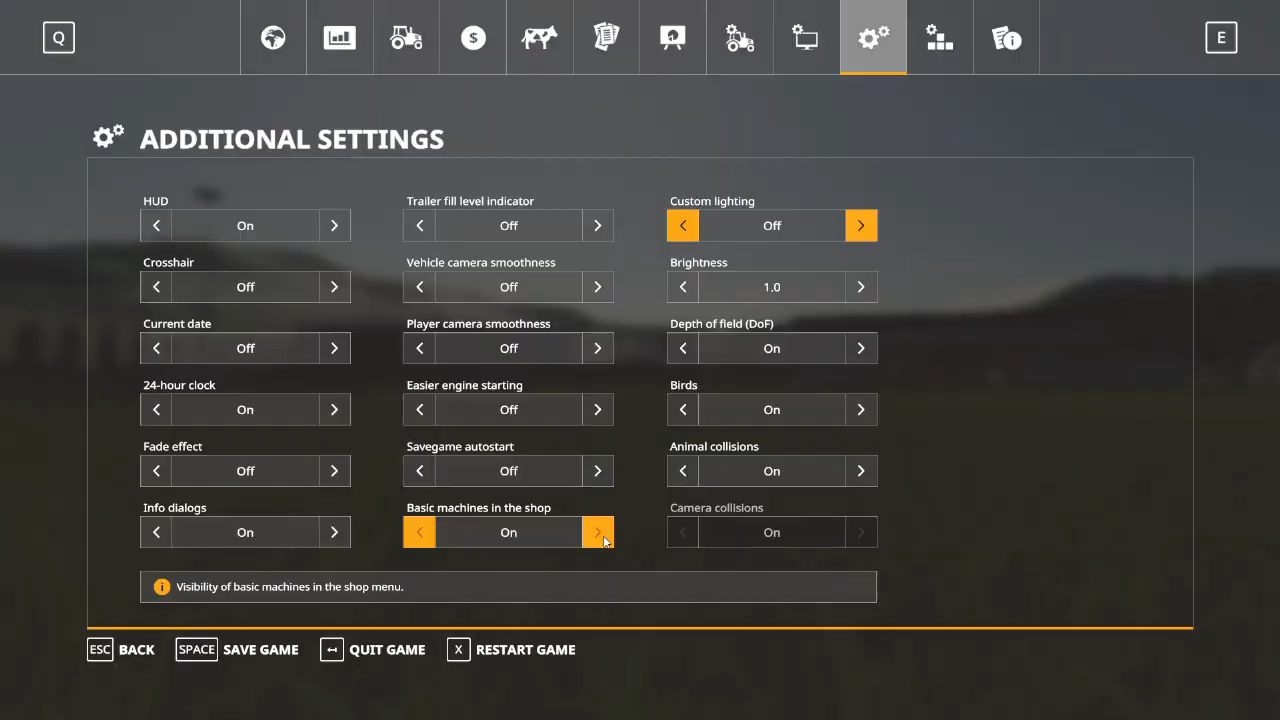 Q
$
E
ADDITIONAL SETTINGS
HUD
On
Crosshair
Off
Current date
Off
24-hour clock
On
Fade effect
Off
Info dialogs
On
Trailer fill level indicator
Off
Vehicle camera smoothness
Off
Player camera smoothness
Off
Easier engine starting
Off
Savegame autostart
Off
Basic machines in the shop
On
Custom lighting
Off
Brightness
1.0
Depth of field (DoF)
On
Birds
On
Animal collisions
On
Camera collisions
On
Visibility of basic machines in the shop menu.
ESC BACK SPACE SAVE GAME ↔ QUIT GAME X RESTART GAME